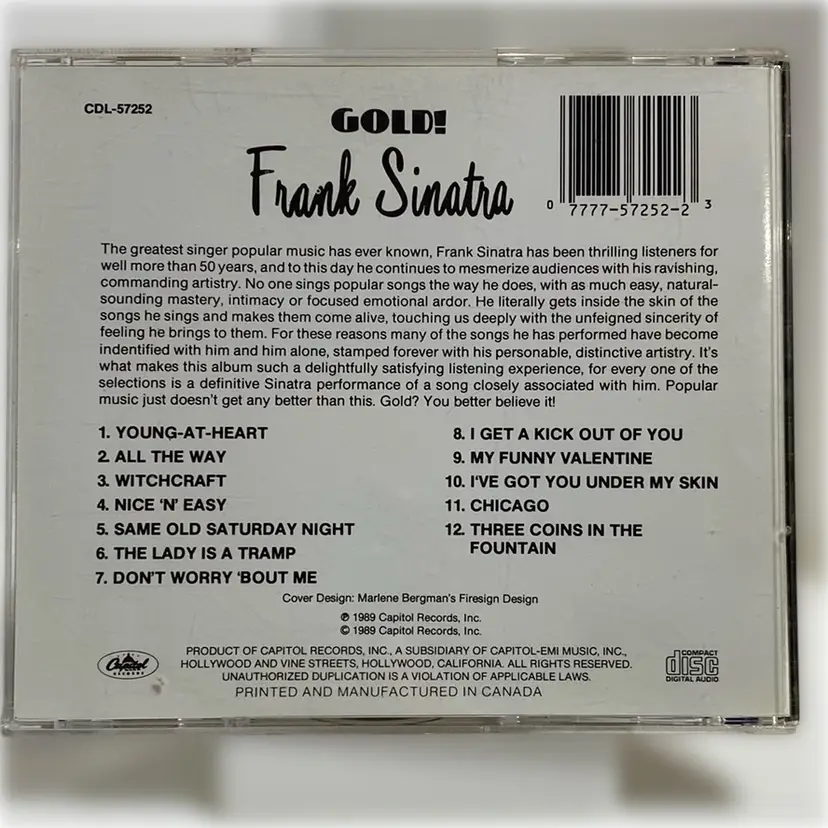 CDL-57252
GOLD!
Frank Sinatra
0 7777-57252-2 3
The greatest singer popular music has ever known, Frank Sinatra has been thrilling listeners for
well more than 50 years, and to this day he continues to mesmerize audiences with his ravishing,
commanding artistry. No one sings popular songs the way he does, with as much easy, natural-
sounding mastery, intimacy or focused emotional ardor. He literally gets inside the skin of the
songs he sings and makes them come alive, touching us deeply with the unfeigned sincerity of
feeling he brings to them. For these reasons many of the songs he has performed have become
indentified with him and him alone, stamped forever with his personable, distinctive artistry. It's
what makes this album such a delightfully satisfying listening experience, for every one of the
selections is a definitive Sinatra performance of a song closely associated with him. Popular
music just doesn't get any better than this. Gold? You better believe it!
1. YOUNG-AT-HEART
2. ALL THE WAY
3. WITCHCRAFT
4. NICE 'N' EASY
5. SAME OLD SATURDAY NIGHT
6. THE LADY IS A TRAMP
7. DON'T WORRY 'BOUT ME
8. I GET A KICK OUT OF YOU
9. MY FUNNY VALENTINE
10. I'VE GOT YOU UNDER MY SKIN
11. CHICAGO
12. THREE COINS IN THE
FOUNTAIN
Cover Design: Marlene Bergman's Firesign Design
℗ 1989 Capitol Records, Inc.
© 1989 Capitol Records, Inc.
Capitol
RECORDS
PRODUCT OF CAPITOL RECORDS, INC., A SUBSIDIARY OF CAPITOL-EMI MUSIC, INC.,
HOLLYWOOD AND VINE STREETS, HOLLYWOOD, CALIFORNIA. ALL RIGHTS RESERVED.
UNAUTHORIZED DUPLICATION IS A VIOLATION OF APPLICABLE LAWS.
PRINTED AND MANUFACTURED IN CANADA
COMPACT
disc
DIGITAL AUDIO